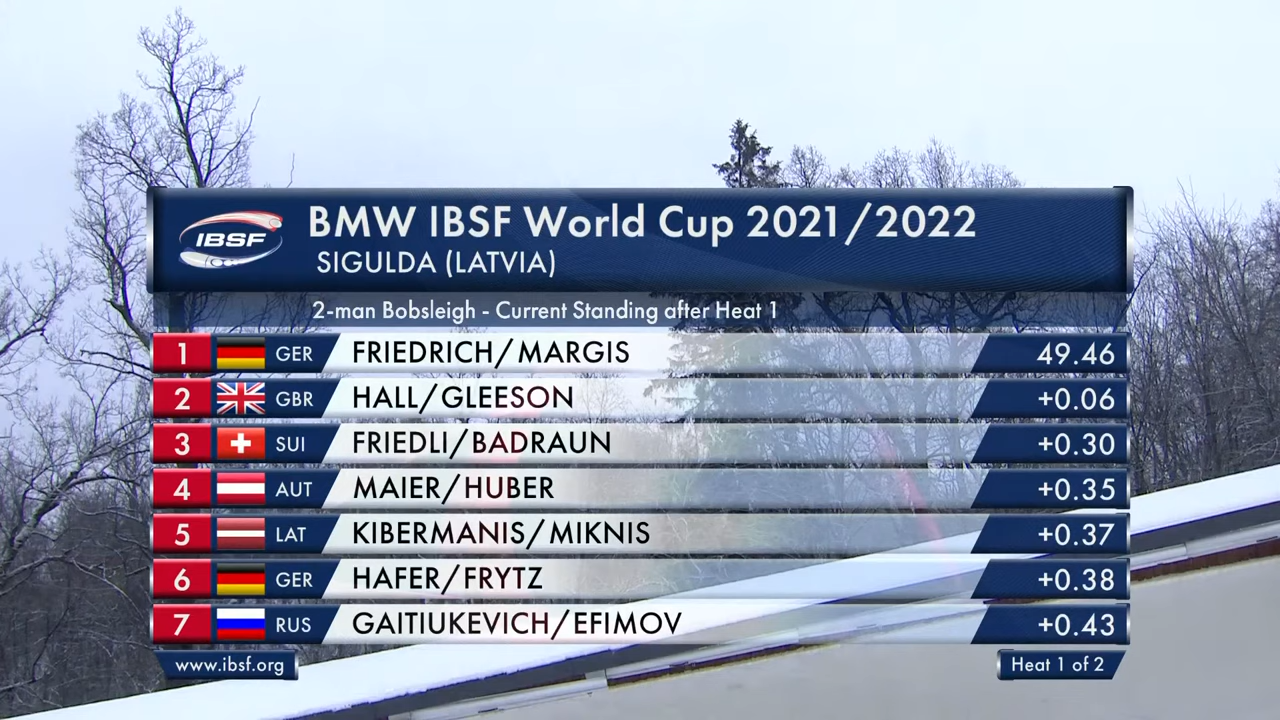 IBSF
BMW IBSF World Cup 2021/2022
SIGULDA (LATVIA)
2-man Bobsleigh - Current Standing after Heat 1
1 GER FRIEDRICH/MARGIS 49.46
2 GBR HALL/GLEESON +0.06
3 SUI FRIEDLI/BADRAUN +0.30
4 AUT MAIER/HUBER +0.35
5 LAT KIBERMANIS/MIKNIS +0.37
6 GER HAFER/FRYTZ +0.38
7 RUS GAITIUKEVICH/EFIMOV +0.43
www.ibsf.org Heat 1 of 2